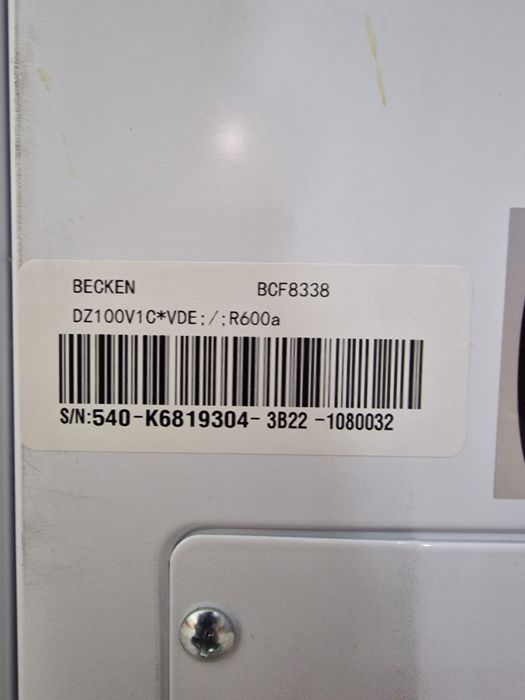 BECKEN BCF8338
DZ100V1C*VDE;/;R600a
S/N:540-K6819304- 3B22 -1080032